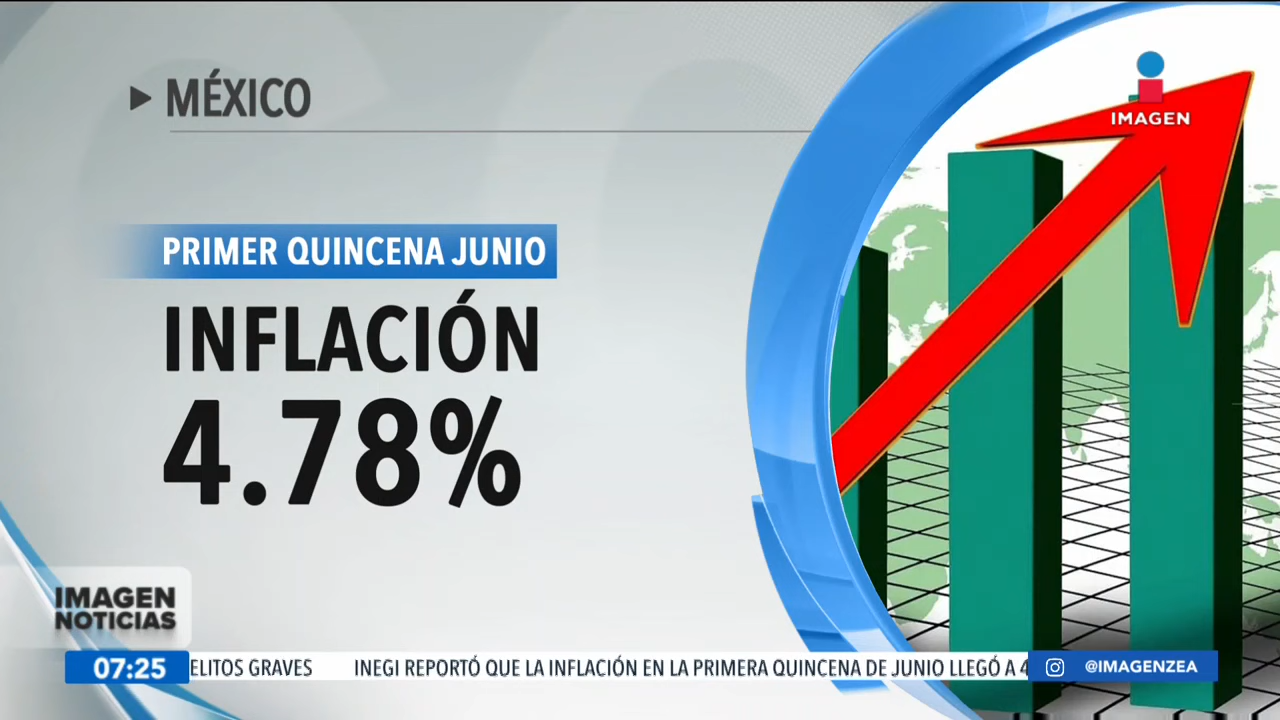 MÉXICO
IMAGEN
PRIMER QUINCENA JUNIO
INFLACIÓN
4.78%
IMAGEN
NOTICIAS
07:25
ELITOS GRAVES INEGI REPORTÓ QUE LA INFLACIÓN EN LA PRIMERA QUINCENA DE JUNIO LLEGÓ A 4
@IMAGENZEA